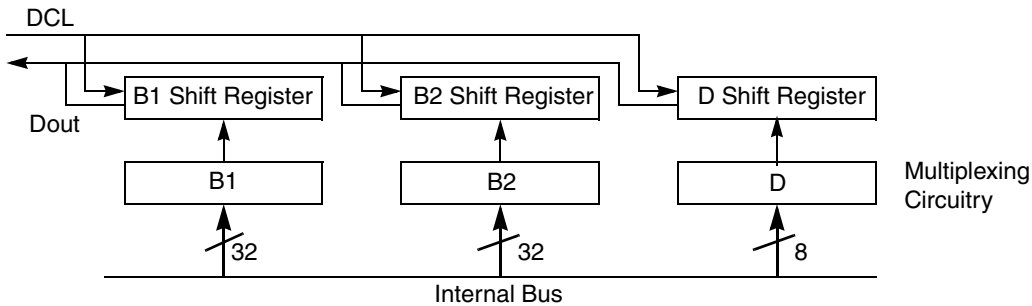 DCL
B1 Shift Register
B2 Shift Register
D Shift Register
Dout
B1
B2
D
Multiplexing
Circuitry
32
32
8
Internal Bus